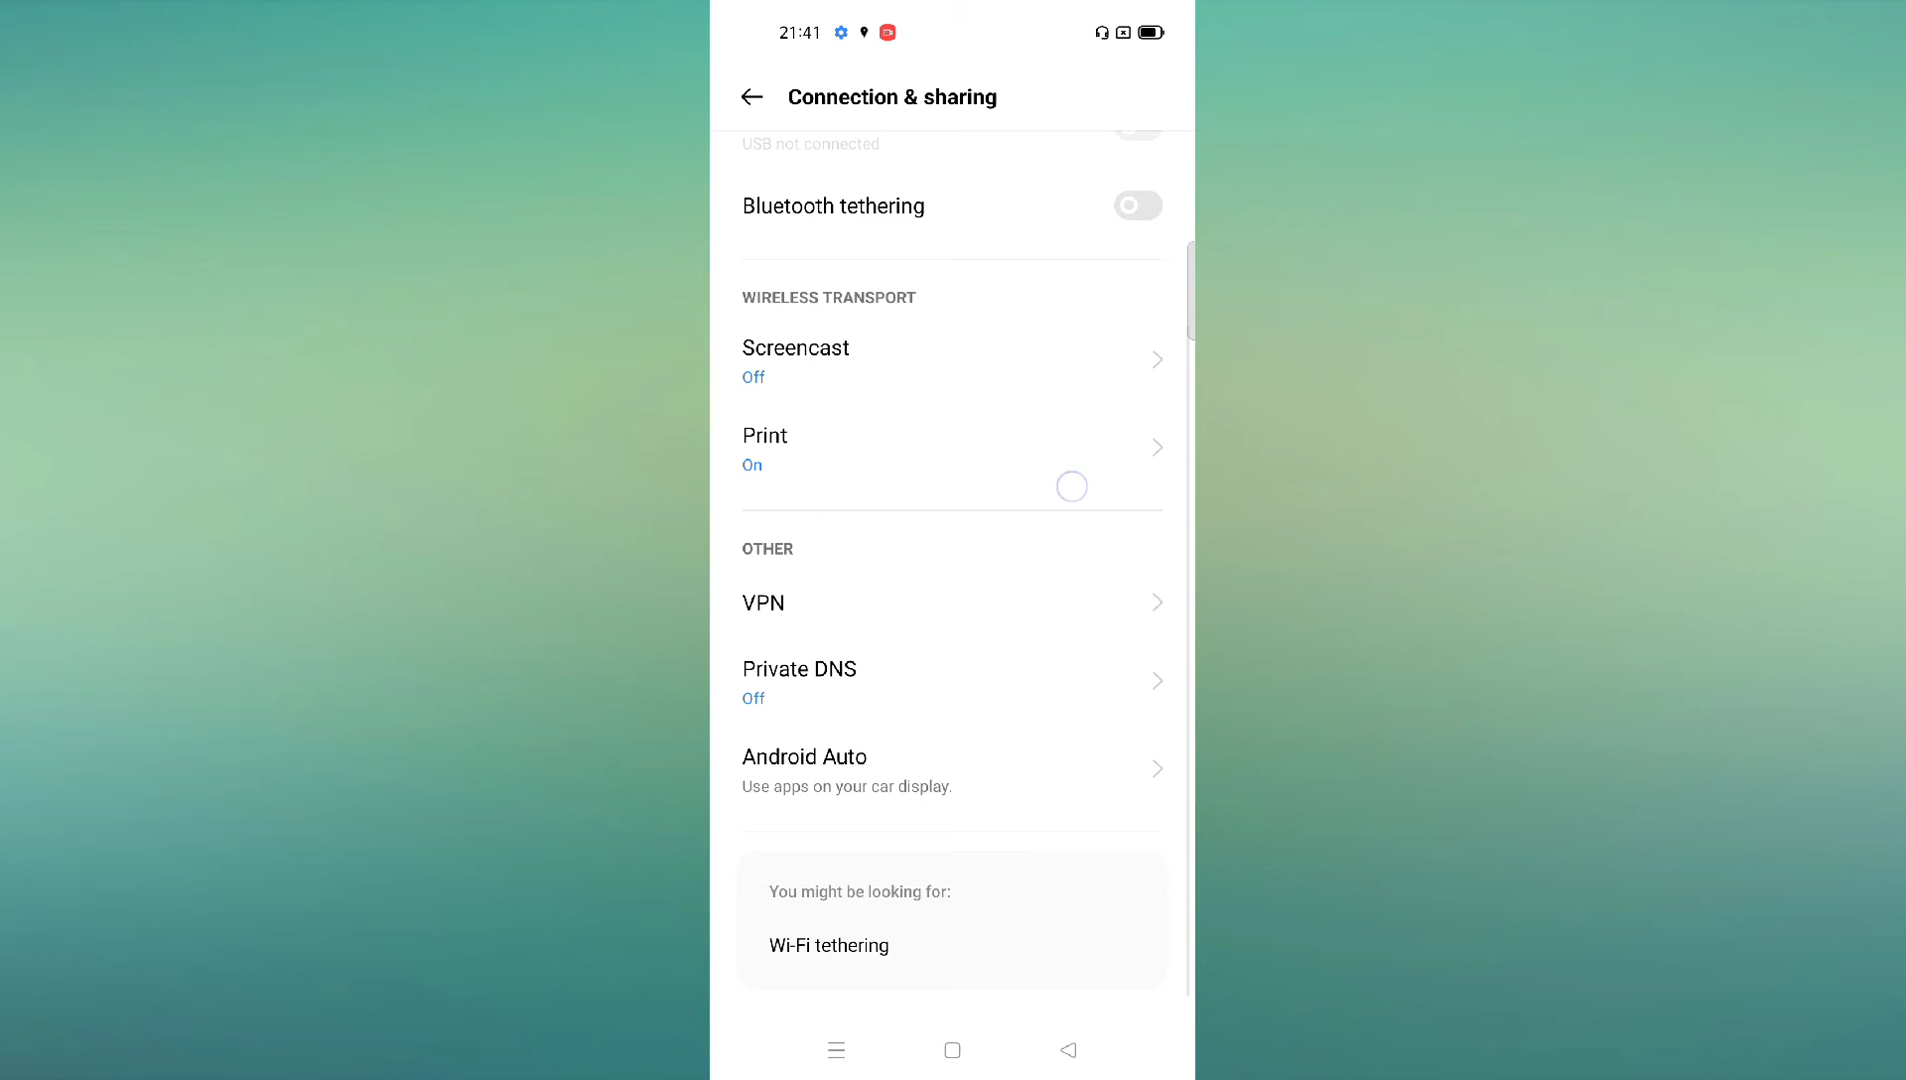 21:41
Connection & sharing
USB not connected
Bluetooth tethering
WIRELESS TRANSPORT
Screencast
Off
Print
On
OTHER
VPN
Private DNS
Off
Android Auto
Use apps on your car display.
You might be looking for:
Wi-Fi tethering